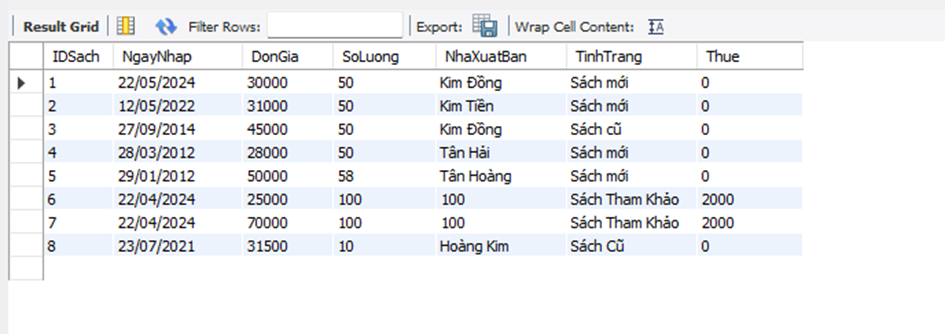 Result Grid Filter Rows: Export: Wrap Cell Content:
IDSach NgayNhap DonGia SoLuong NhaXuatBan TinhTrang Thue
1 22/05/2024 30000 50 Kim Đồng Sách mới 0
2 12/05/2022 31000 50 Kim Tiền Sách mới 0
3 27/09/2014 45000 50 Kim Đồng Sách cũ 0
4 28/03/2012 28000 50 Tân Hải Sách mới 0
5 29/01/2012 50000 58 Tân Hoàng Sách mới 0
6 22/04/2024 25000 100 100 Sách Tham Khảo 2000
7 22/04/2024 70000 100 100 Sách Tham Khảo 2000
8 23/07/2021 31500 10 Hoàng Kim Sách Cũ 0